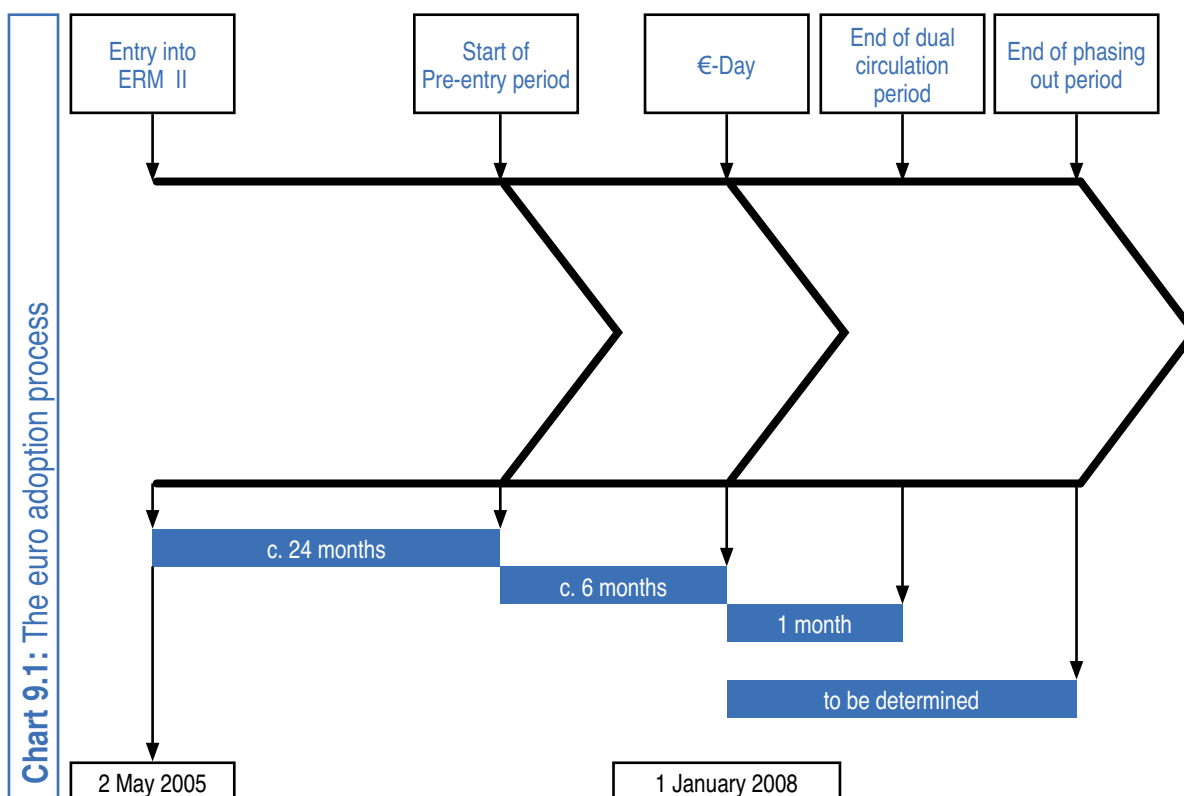 Chart 9.1: The euro adoption process
Entry into
ERM II
Start of
Pre-entry period
€-Day
End of dual
circulation
period
End of phasing
out period
c. 24 months
c. 6 months
1 month
to be determined
2 May 2005
1 January 2008